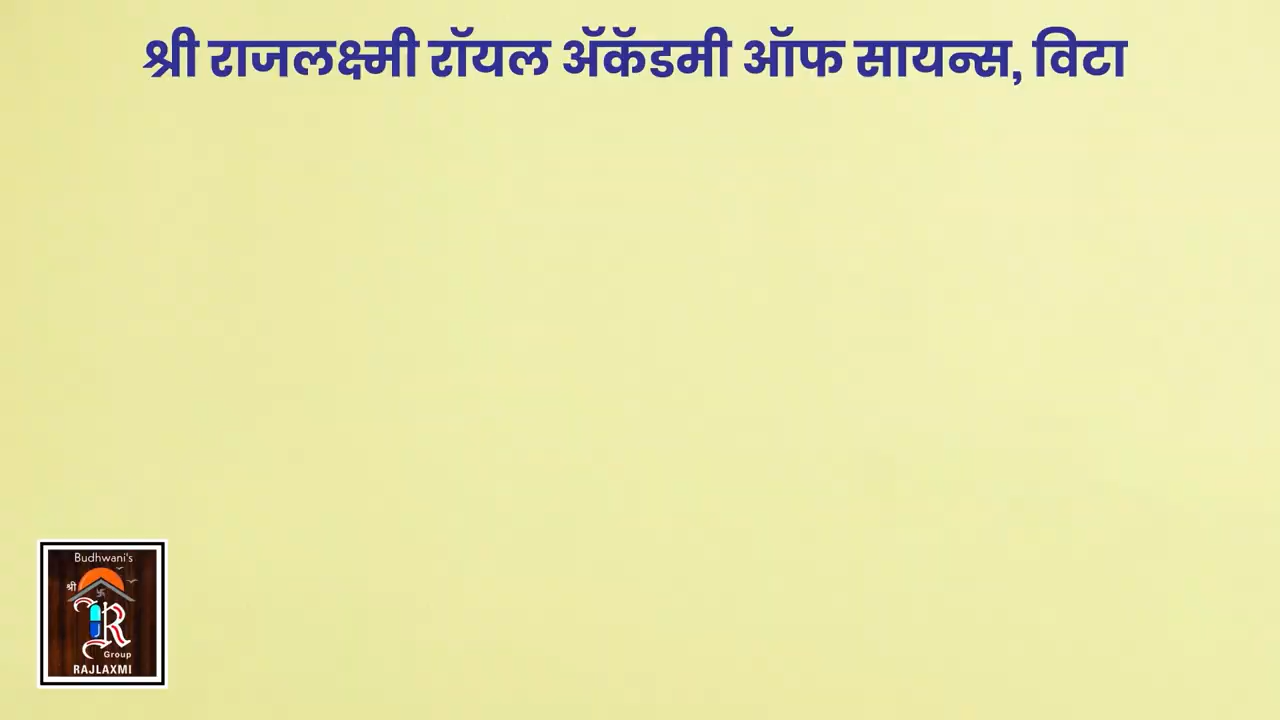 श्री राजलक्ष्मी रॉयल ॲकॅडमी ऑफ सायन्स, विटा
Budhwani's
श्री
R
Group
RAJLAXMI